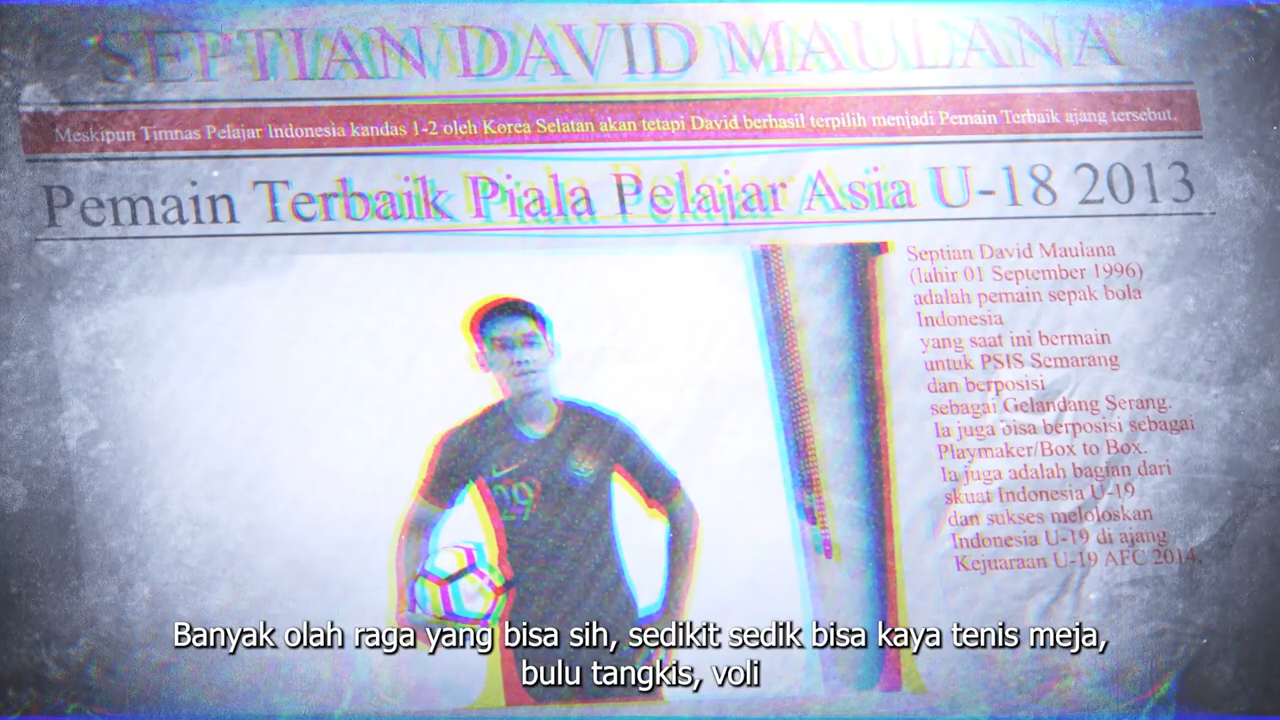 SEPTIAN DAVID MAULANA
Meskipun Timnas Pelajar Indonesia kandas 1-2 oleh Korea Selatan akan tetapi David berhasil terpilih menjadi Pemain Terbaik ajang tersebut.
Pemain Terbaik Piala Pelajar Asia U-18 2013
Septian David Maulana
(lahir 01 September 1996)
adalah pemain sepak bola
Indonesia
yang saat ini bermain
untuk PSIS Semarang
dan berposisi
sebagai Gelandang Serang.
Ia juga bisa berposisi sebagai
Playmaker/Box to Box.
Ia juga adalah bagian dari
skuat Indonesia U-19
dan sukses meloloskan
Indonesia U-19 di ajang
Kejuaraan U-19 AFC 2014.
29
Banyak olah raga yang bisa sih, sedikit sedik bisa kaya tenis meja,
bulu tangkis, voli